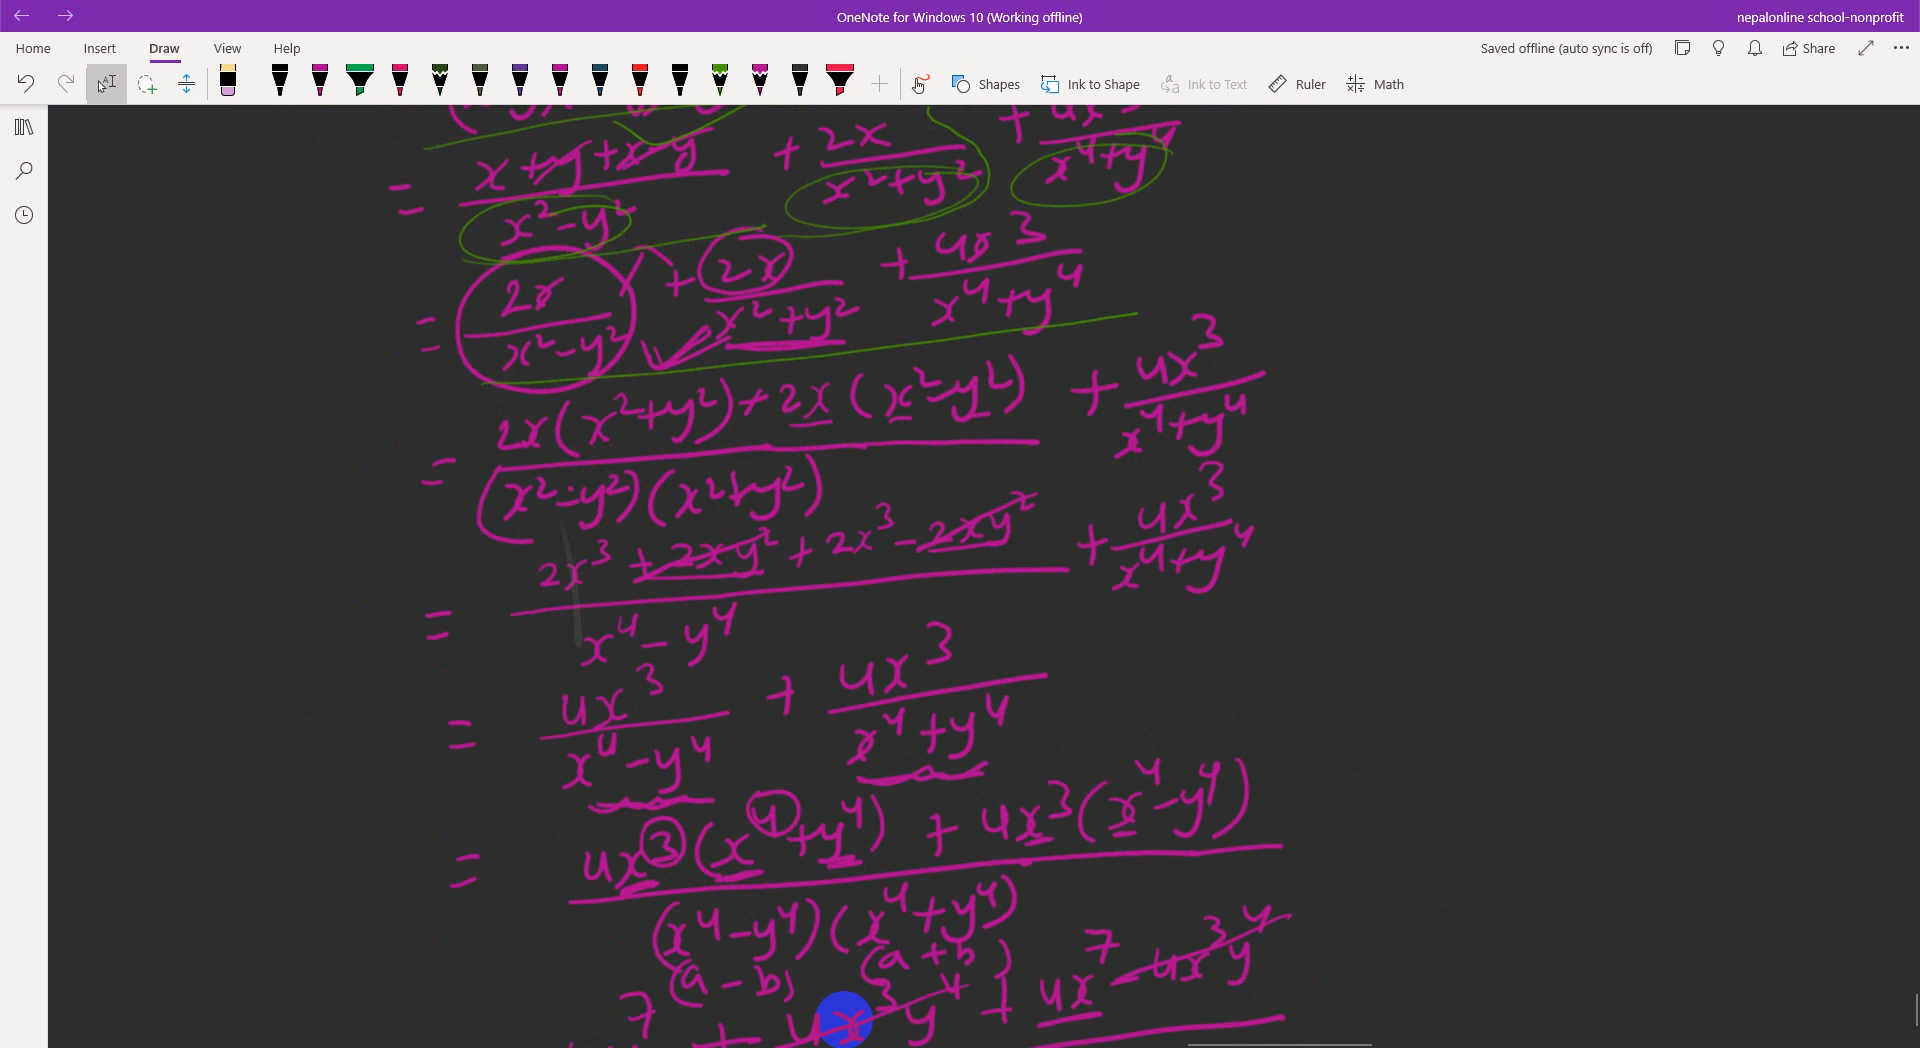 OneNote for Windows 10 (Working offline)
nepalonline school-nonprofit
Home Insert Draw View Help
Saved offline (auto sync is off) Share
Shapes Ink to Shape Ink to Text Ruler Math
= (x + y + x - y)/(x² - y²) + 2x/(x² + y²) + 4x³/(x⁴ + y⁴)
= 2x/(x² - y²) + 2x/(x² + y²) + 4x³/(x⁴ + y⁴)
= (2x(x² + y²) + 2x(x² - y²))/((x² - y²)(x² + y²)) + 4x³/(x⁴ + y⁴)
= (2x³ + 2xy² + 2x³ - 2xy²)/(x⁴ - y⁴) + 4x³/(x⁴ + y⁴)
= 4x³/(x⁴ - y⁴) + 4x³/(x⁴ + y⁴)
= (4x³(x⁴ + y⁴) + 4x³(x⁴ - y⁴))/((x⁴ - y⁴)(x⁴ + y⁴))
(a - b) (a + b)
7 + 4x³y⁴ + 4x⁷ - 4x³y⁴